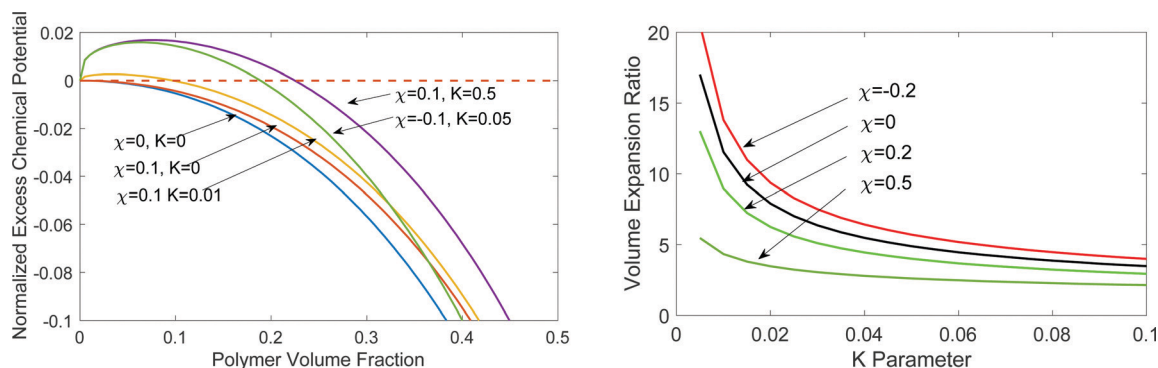 Normalized Excess Chemical Potential
0.02
0
-0.02
-0.04
-0.06
-0.08
-0.1
χ=0.1, K=0.5
χ=-0.1, K=0.05
χ=0, K=0
χ=0.1, K=0
χ=0.1 K=0.01
0
0.1
0.2
0.3
0.4
0.5
Polymer Volume Fraction
Volume Expansion Ratio
20
15
10
5
0
χ=-0.2
χ=0
χ=0.2
χ=0.5
0
0.02
0.04
0.06
0.08
0.1
K Parameter